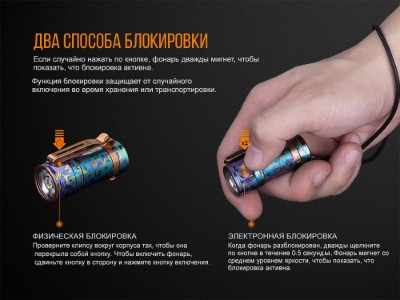 ДВА СПОСОБА БЛОКИРОВКИ
Если случайно нажать по кнопке, фонарь дважды мигнет, чтобы
показать, что блокировка активна.
Функция блокировки защищает от случайного
включения во время хранения или транспортировки.
ФИЗИЧЕСКАЯ БЛОКИРОВКА
Проверните клипсу вокруг корпуса так, чтобы она
перекрыла собой кнопку. Чтобы включить фонарь,
сдвиньте кнопку в сторону и нажмите кнопку включения.
ЭЛЕКТРОННАЯ БЛОКИРОВКА
Когда фонарь разблокирован, дважды щелкните
по кнопке в течение 0.5 секунды. Фонарь мигнет со
среднем уровнем яркости, чтобы показать, что
блокировка активна.